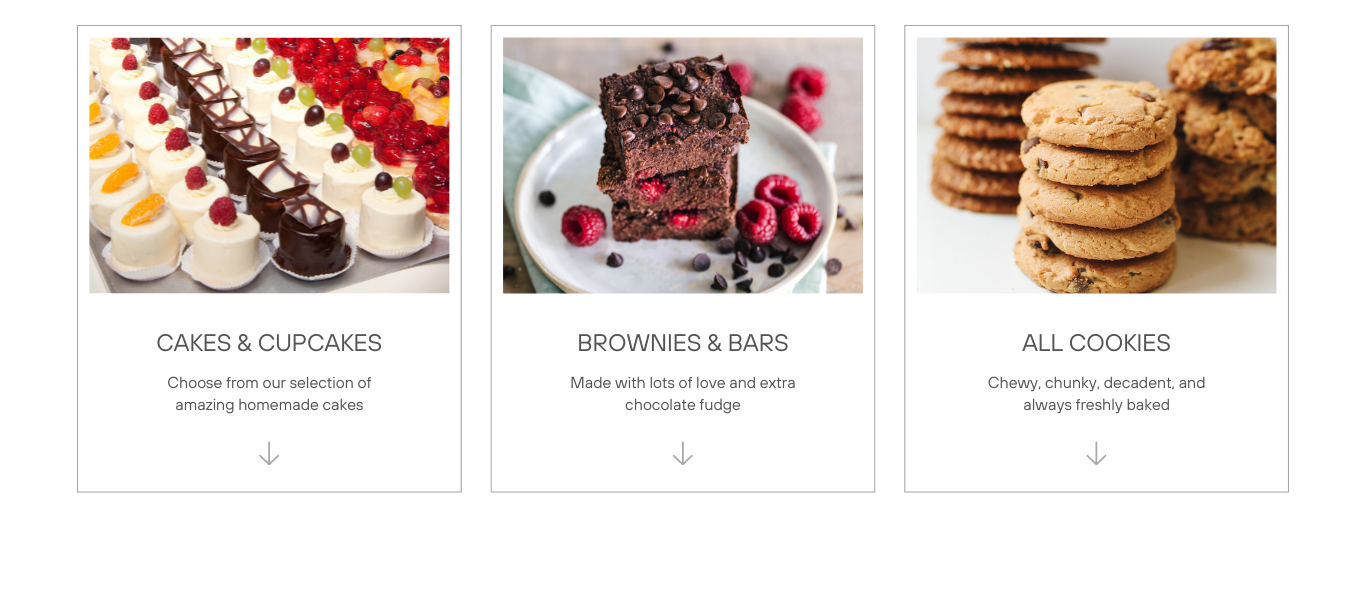 CAKES & CUPCAKES
Choose from our selection of
amazing homemade cakes
BROWNIES & BARS
Made with lots of love and extra
chocolate fudge
ALL COOKIES
Chewy, chunky, decadent, and
always freshly baked